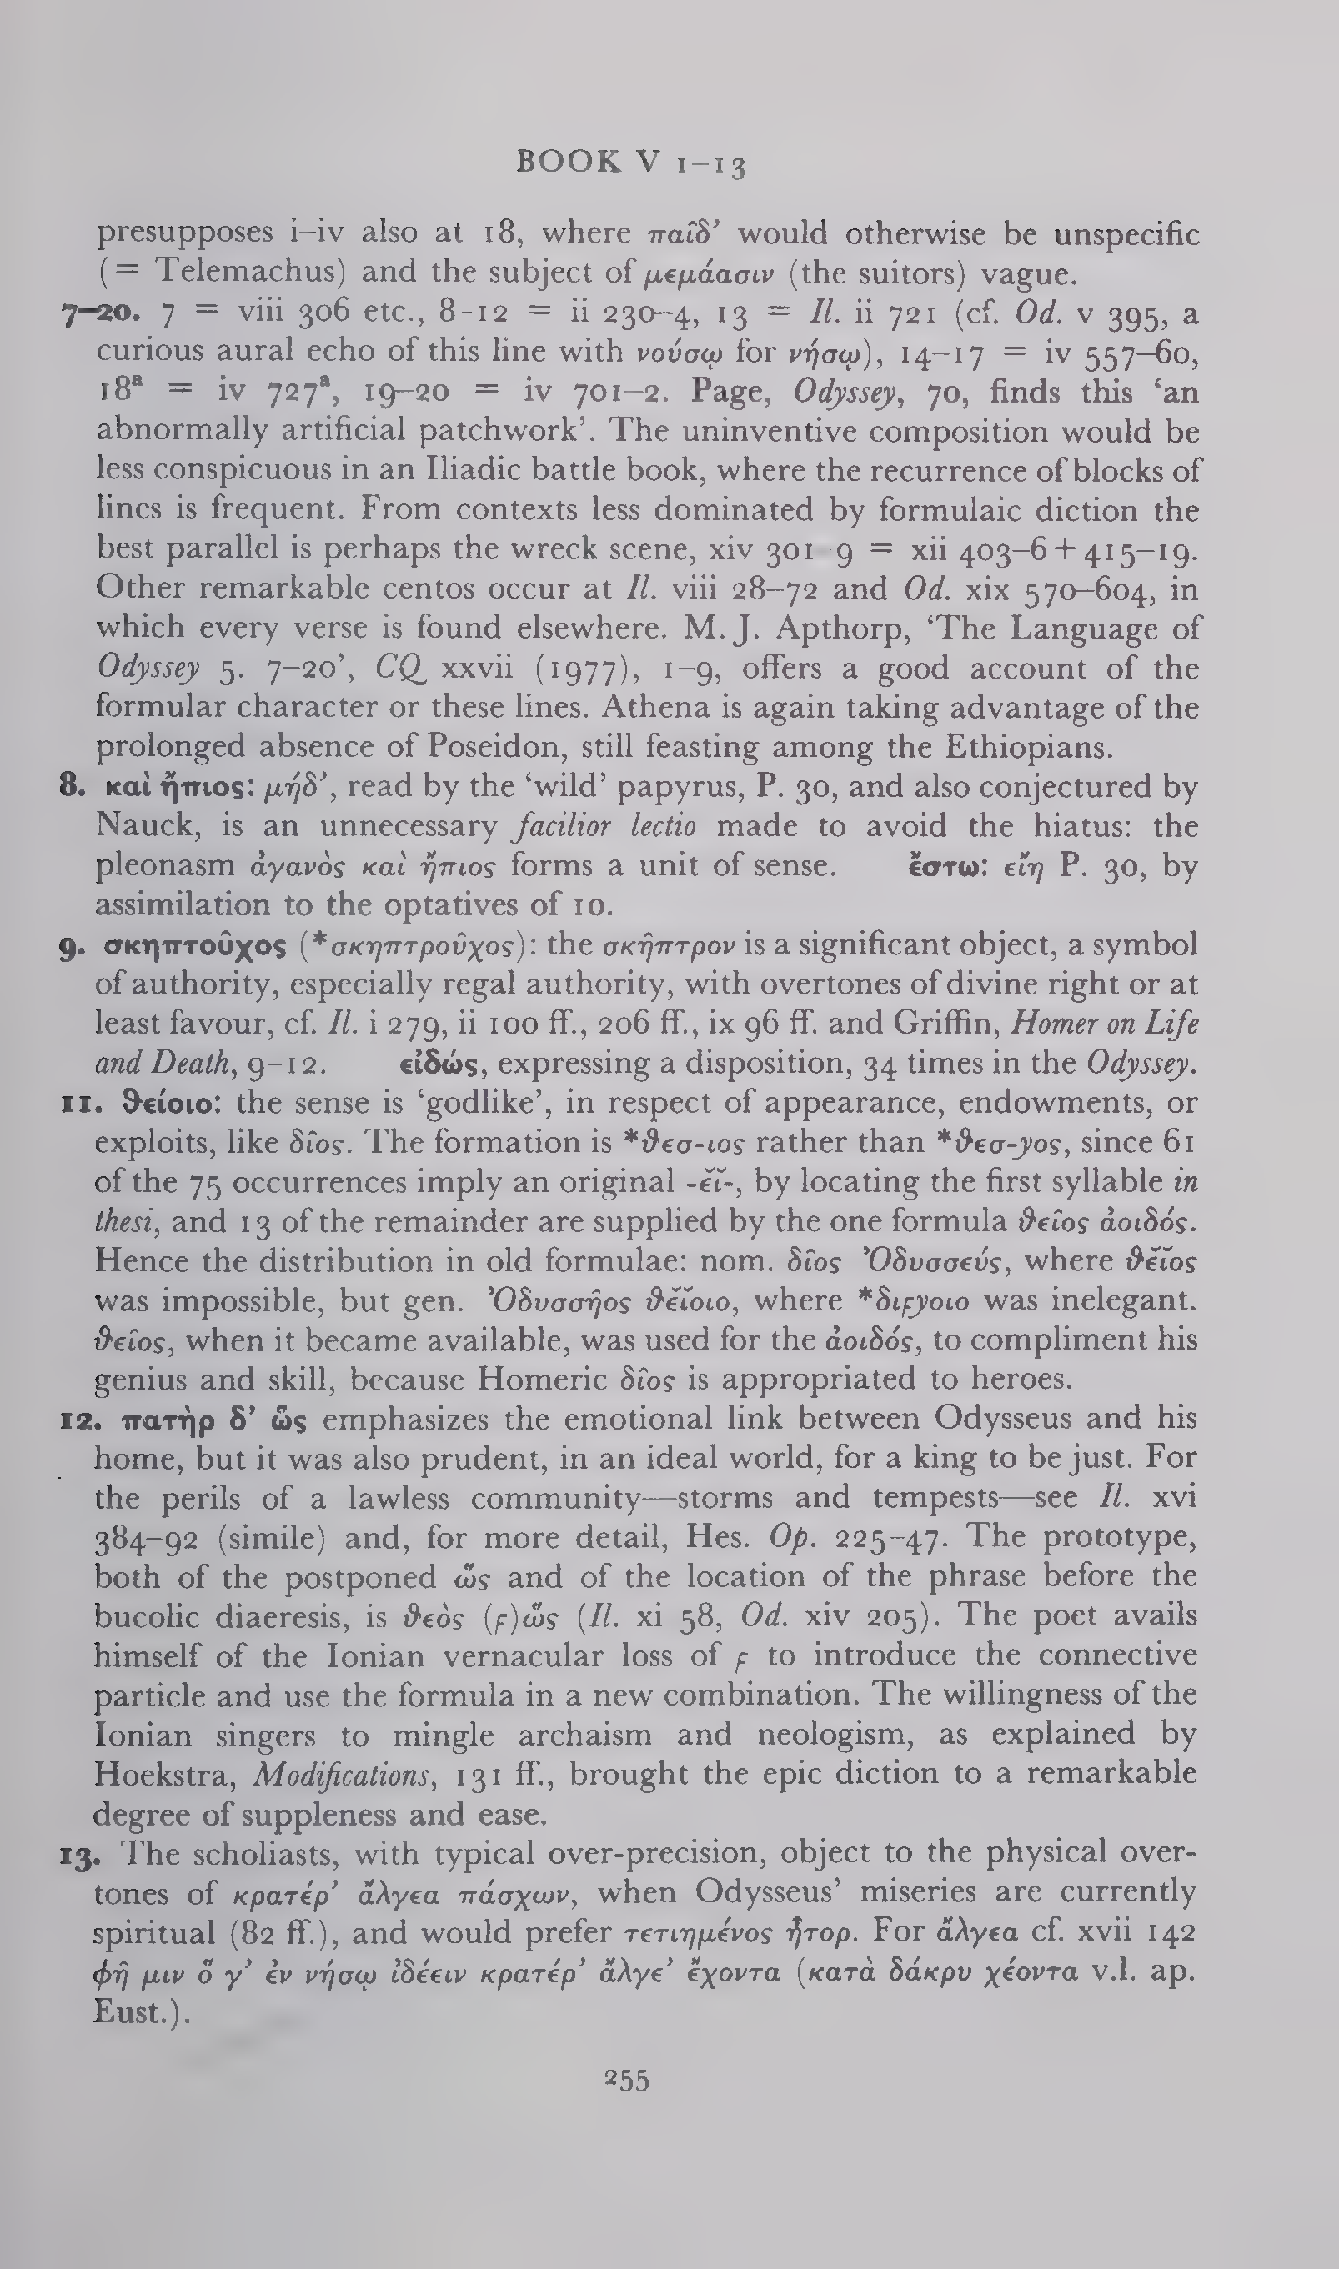 BOOK V 1–13
presupposes i–iv also at 18, where παῖδ’ would otherwise be unspecific
(= Telemachus) and the subject of μεμάασιν (the suitors) vague.
7–20. 7 = viii 306 etc., 8-12 = ii 230–4, 13 = Il. ii 721 (cf. Od. v 395, a
curious aural echo of this line with νούσῳ for νήσῳ), 14–17 = iv 557–60,
18ª = iv 727ª, 19–20 = iv 701–2. Page, Odyssey, 70, finds this ‘an
abnormally artificial patchwork’. The uninventive composition would be
less conspicuous in an Iliadic battle book, where the recurrence of blocks of
lines is frequent. From contexts less dominated by formulaic diction the
best parallel is perhaps the wreck scene, xiv 301–9 = xii 403–6 + 415–19.
Other remarkable centos occur at Il. viii 28–72 and Od. xix 570–604, in
which every verse is found elsewhere. M. J. Apthorp, ‘The Language of
Odyssey 5. 7–20’, CQ xxvii (1977), 1–9, offers a good account of the
formular character or these lines. Athena is again taking advantage of the
prolonged absence of Poseidon, still feasting among the Ethiopians.
8. καὶ ἤπιος: μηδ’, read by the ‘wild’ papyrus, P. 30, and also conjectured by
Nauck, is an unnecessary facilior lectio made to avoid the hiatus: the
pleonasm ἀγανὸς καὶ ἤπιος forms a unit of sense. ἔστω: εἴη P. 30, by
assimilation to the optatives of 10.
9. σκηπτοῦχος (*σκηπτροῦχος): the σκῆπτρον is a significant object, a symbol
of authority, especially regal authority, with overtones of divine right or at
least favour, cf. Il. i 279, ii 100 ff., 206 ff., ix 96 ff. and Griffin, Homer on Life
and Death, 9–12. εἰδώς, expressing a disposition, 34 times in the Odyssey.
11. ϑείοιο: the sense is ‘godlike’, in respect of appearance, endowments, or
exploits, like δῖος. The formation is *ϑεσ-ιος rather than *ϑεσ-yος, since 61
of the 75 occurrences imply an original -ε̆ῐ-, by locating the first syllable in
thesi, and 13 of the remainder are supplied by the one formula ϑεῖος ἀοιδός.
Hence the distribution in old formulae: nom. δῖος Ὀδυσσεύς, where ϑέϊος
was impossible, but gen. Ὀδυσσῆος ϑεΐοιο, where *διϝyοιο was inelegant.
ϑεῖος, when it became available, was used for the ἀοιδός, to compliment his
genius and skill, because Homeric δῖος is appropriated to heroes.
12. πατὴρ δ’ ὣς emphasizes the emotional link between Odysseus and his
home, but it was also prudent, in an ideal world, for a king to be just. For
the perils of a lawless community—storms and tempests—see Il. xvi
384–92 (simile) and, for more detail, Hes. Op. 225–47. The prototype,
both of the postponed ὥς and of the location of the phrase before the
bucolic diaeresis, is ϑεὸς (ϝ)ὥς (Il. xi 58, Od. xiv 205). The poet avails
himself of the Ionian vernacular loss of ϝ to introduce the connective
particle and use the formula in a new combination. The willingness of the
Ionian singers to mingle archaism and neologism, as explained by
Hoekstra, Modifications, 131 ff., brought the epic diction to a remarkable
degree of suppleness and ease.
13. The scholiasts, with typical over-precision, object to the physical over-
tones of κρατέρ’ ἄλγεα πάσχων, when Odysseus’ miseries are currently
spiritual (82 ff.), and would prefer τετιημένος ἦτορ. For ἄλγεα cf. xvii 142
φῆ μιν ὅ γ’ ἐν νήσῳ ἰδέειν κρατέρ’ ἄλγε’ ἔχοντα (κατὰ δάκρυ χέοντα v.l. ap.
Eust.).
255